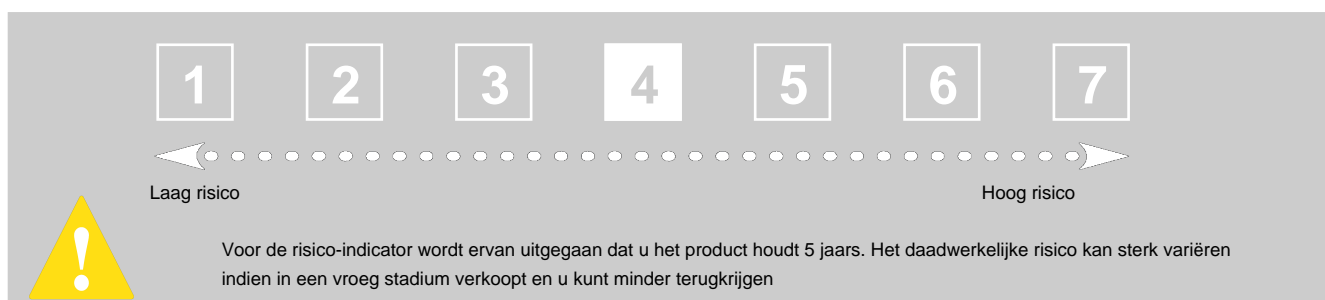 1 2 3 4 5 6 7
Laag risico Hoog risico
!
Voor de risico-indicator wordt ervan uitgegaan dat u het product houdt 5 jaars. Het daadwerkelijke risico kan sterk variëren
indien in een vroeg stadium verkoopt en u kunt minder terugkrijgen